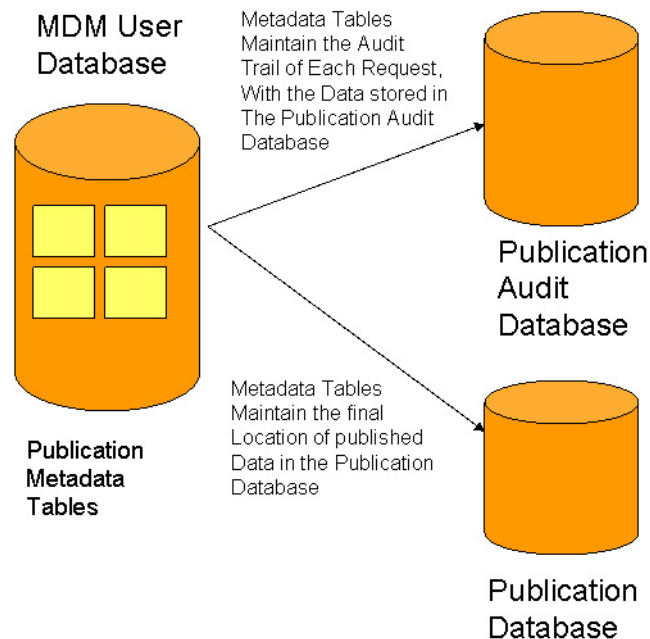 MDM User
Database
Metadata Tables
Maintain the Audit
Trail of Each Request,
With the Data stored in
The Publication Audit
Database
Publication
Audit
Database
Metadata Tables
Maintain the final
Location of published
Data in the Publication
Database
Publication
Metadata
Tables
Publication
Database